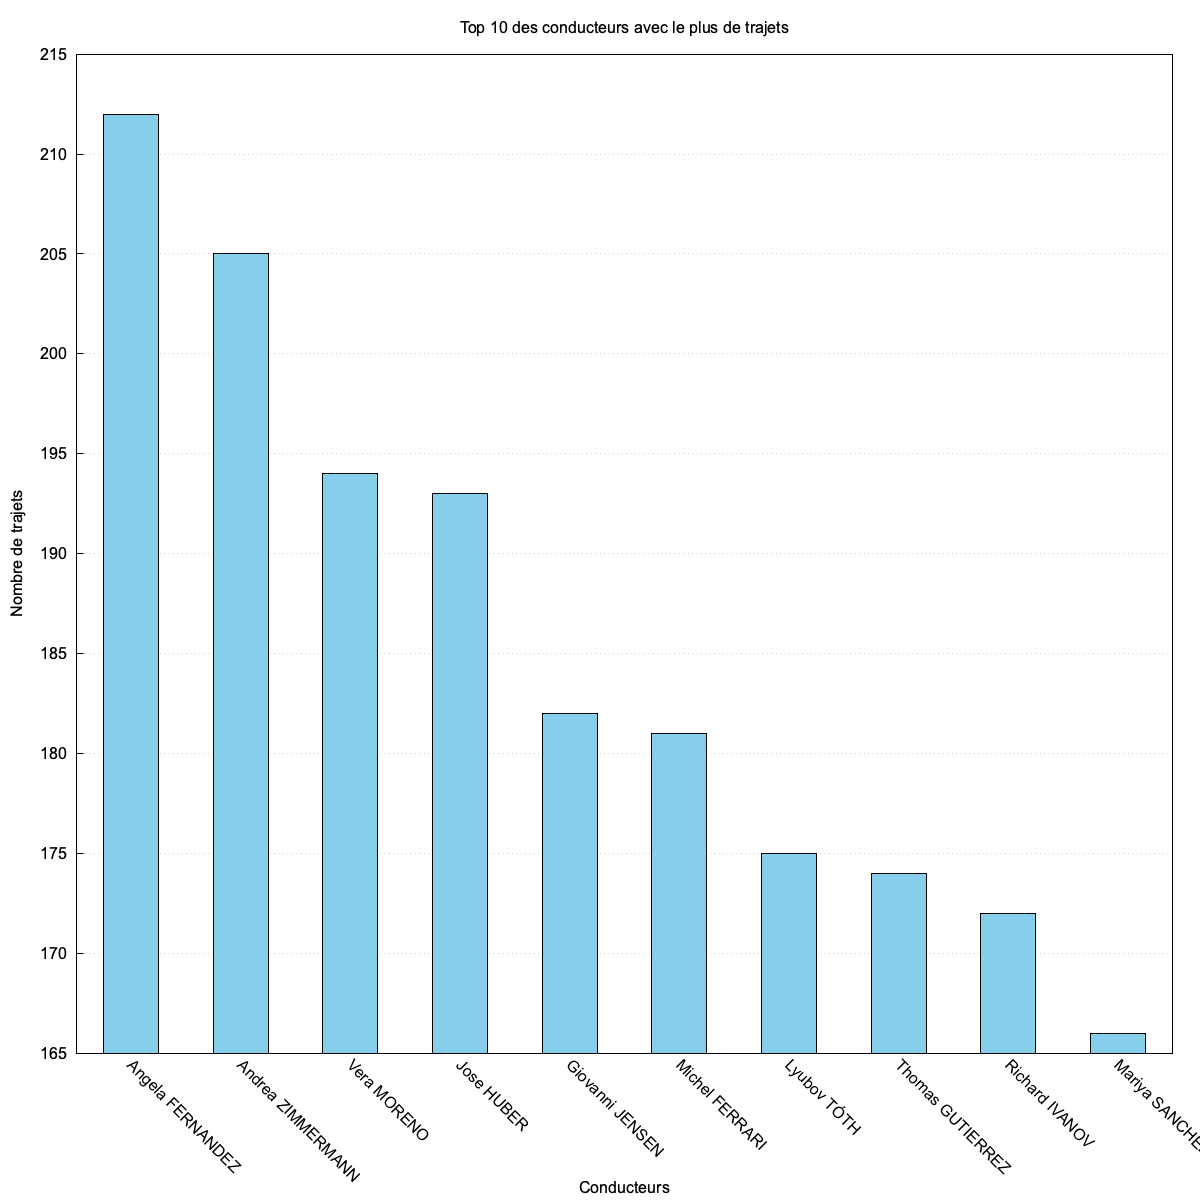 Top 10 des conducteurs avec le plus de trajets
215
210
205
200
195
190
185
180
175
170
165
Nombre de trajets
Angela FERNANDEZ
Andrea ZIMMERMANN
Vera MORENO
Jose HUBER
Giovanni JENSEN
Michel FERRARI
Lyubov TÓTH
Thomas GUTIERREZ
Richard IVANOV
Mariya
Conducteurs